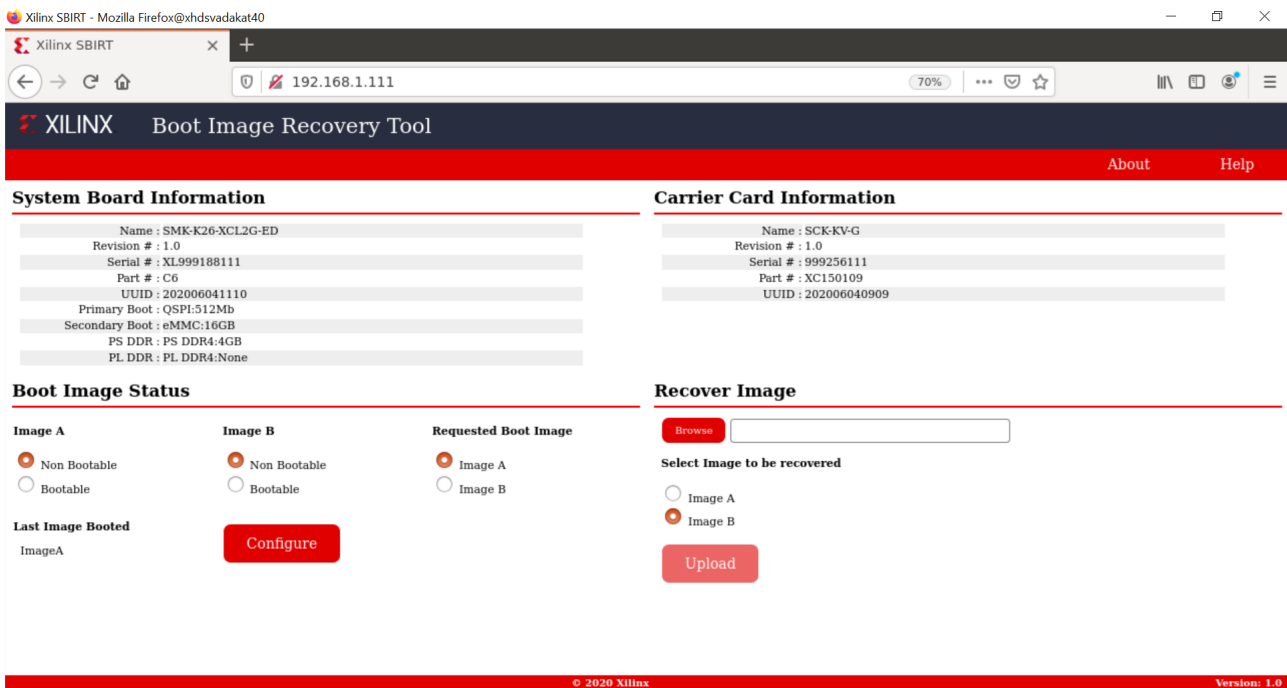 Xilinx SBIRT - Mozilla Firefox@xhdsvadakat40
Xilinx SBIRT
192.168.1.111
70%
XILINX
Boot Image Recovery Tool
About Help
System Board Information
Name : SMK-K26-XCL2G-ED
Revision # : 1.0
Serial # : XL999188111
Part # : C6
UUID : 202006041110
Primary Boot : QSPI:512Mb
Secondary Boot : eMMC:16GB
PS DDR : PS DDR4:4GB
PL DDR : PL DDR4:None
Carrier Card Information
Name : SCK-KV-G
Revision # : 1.0
Serial # : 999256111
Part # : XC150109
UUID : 202006040909
Boot Image Status
Image A
Non Bootable
Bootable
Image B
Non Bootable
Bootable
Requested Boot Image
Image A
Image B
Last Image Booted
ImageA
Configure
Recover Image
Browse
Select Image to be recovered
Image A
Image B
Upload
© 2020 Xilinx
Version: 1.0